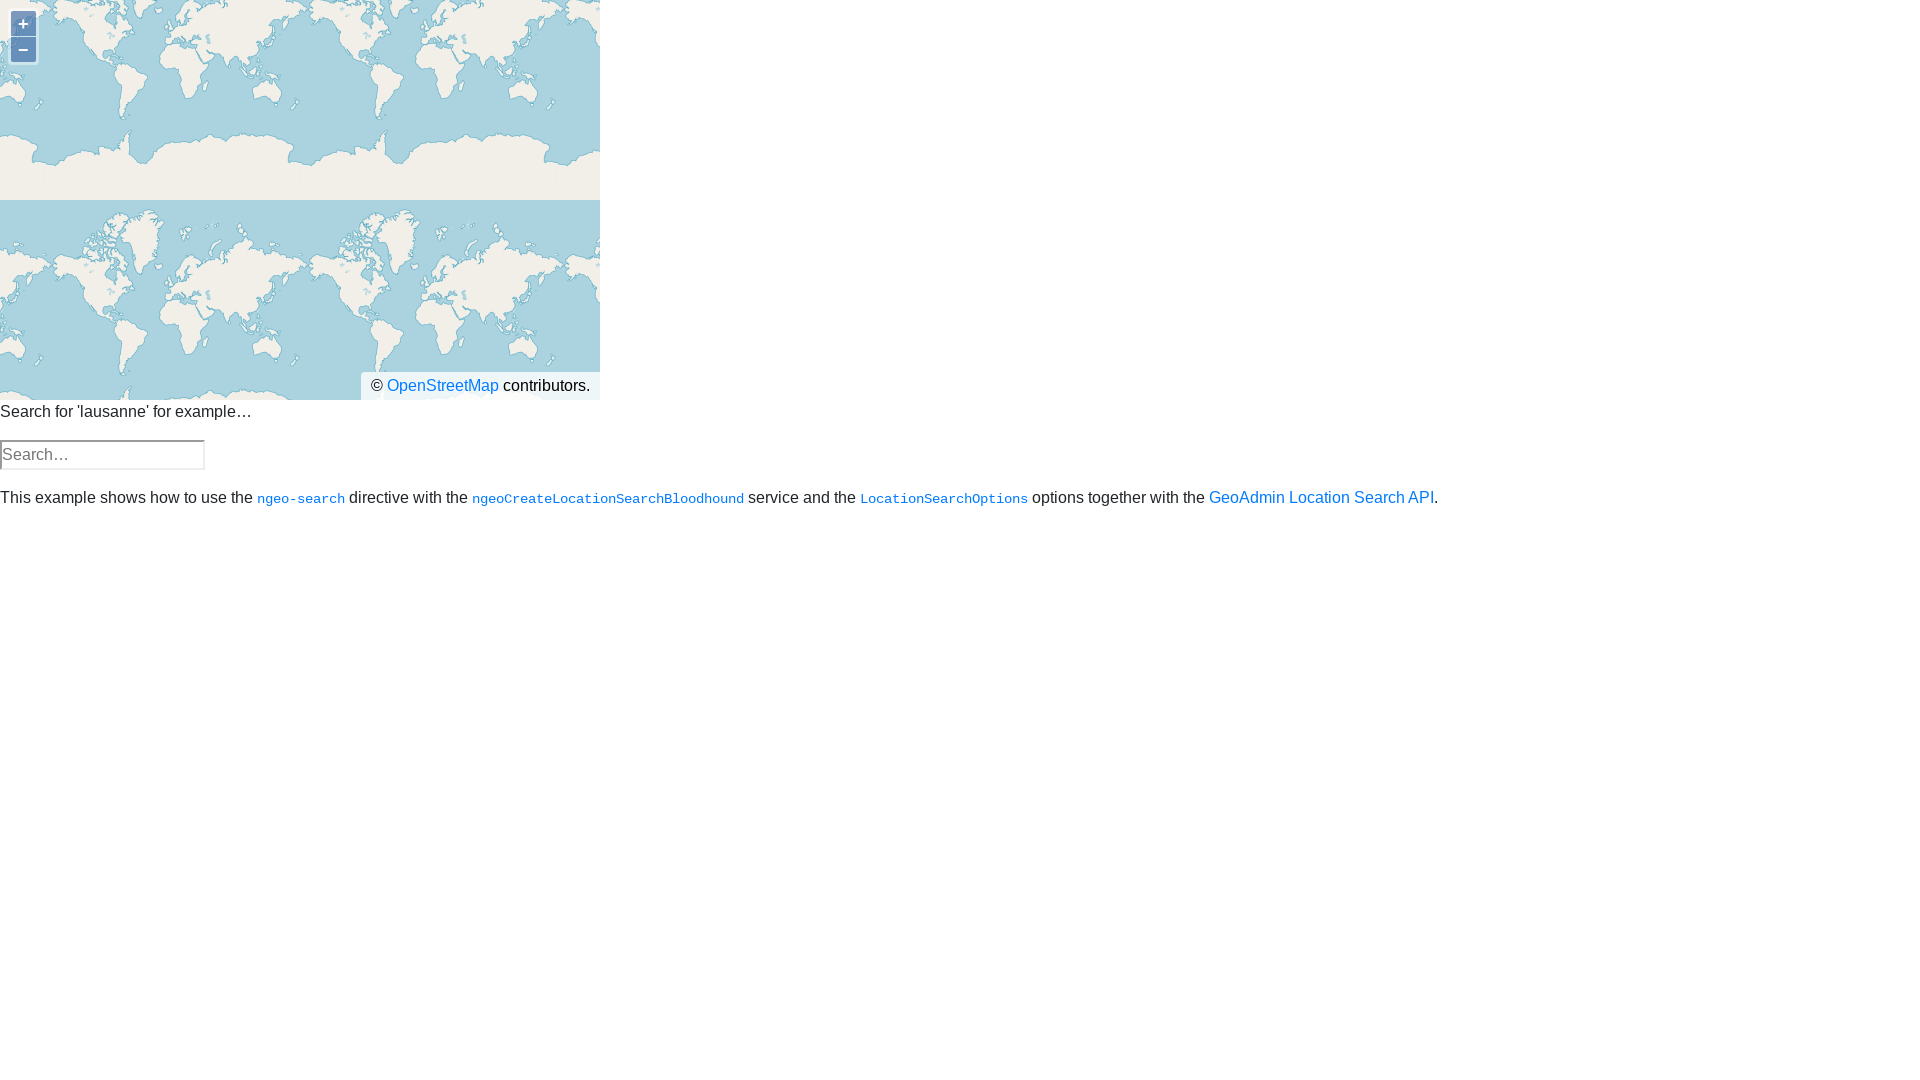 +
−
© OpenStreetMap contributors.
Search for 'lausanne' for example…
Search…
This example shows how to use the ngeo-search directive with the ngeoCreateLocationSearchBloodhound service and the LocationSearchOptions options together with the GeoAdmin Location Search API.